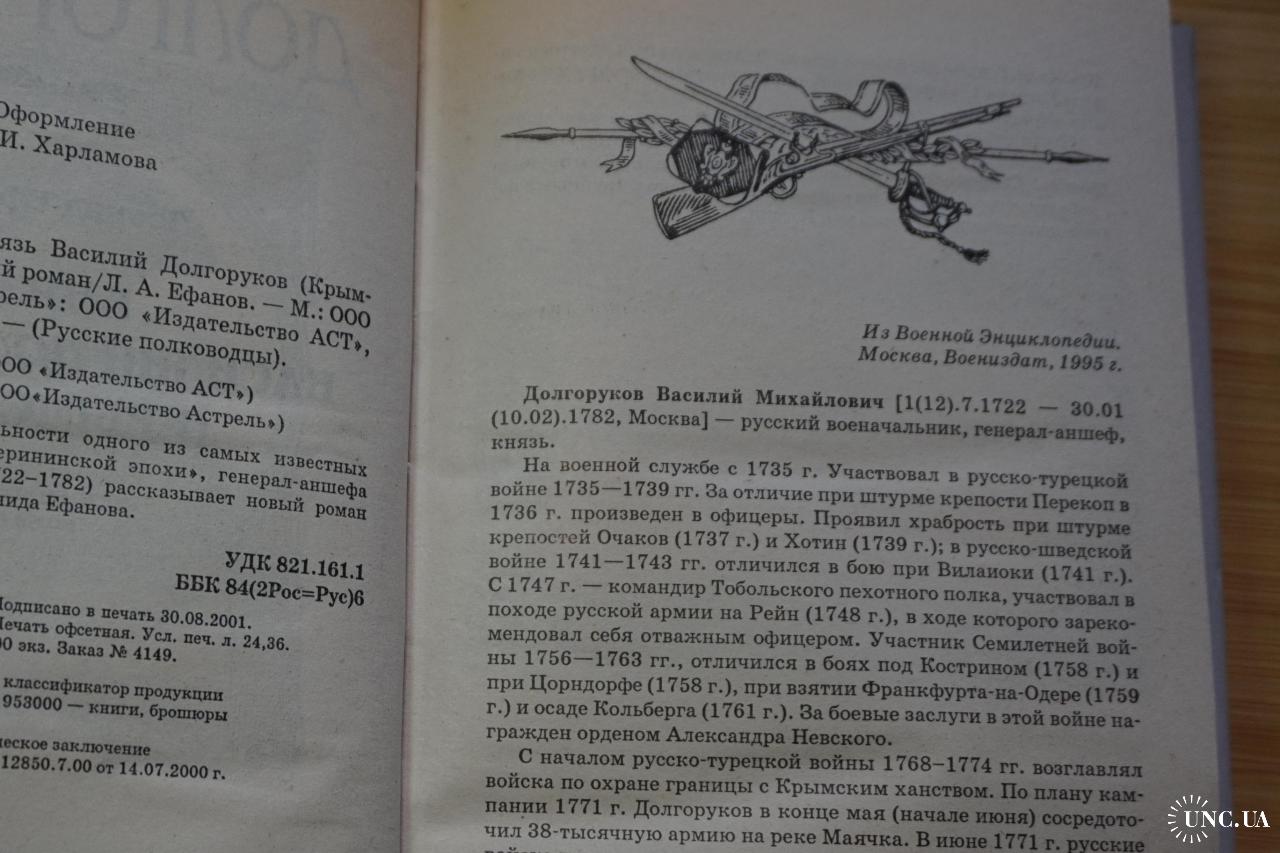 Оформление
И. Харламова
язь Василий Долгоруков (Крым-
й роман/Л. А. Ефанов. — М.: ООО
рель»: ООО «Издательство АСТ»,
— (Русские полководцы).
ОО «Издательство АСТ»)
ОО «Издательство Астрель»)
ьности одного из самых известных
ерининской эпохи», генерал-аншефа
22–1782) рассказывает новый роман
нида Ефанова.
УДК 821.161.1
ББК 84(2Рос=Рус)6
Подписано в печать 30.08.2001.
Печать офсетная. Усл. печ. л. 24,36.
00 экз. Заказ № 4149.
классификатор продукции
953000 — книги, брошюры
ческое заключение
12850.7.00 от 14.07.2000 г.
Из Военной Энциклопедии.
Москва, Воениздат, 1995 г.
Долгоруков Василий Михайлович [1(12).7.1722 — 30.01
(10.02).1782, Москва] — русский военачальник, генерал-аншеф,
князь.
На военной службе с 1735 г. Участвовал в русско-турецкой
войне 1735—1739 гг. За отличие при штурме крепости Перекоп в
1736 г. произведен в офицеры. Проявил храбрость при штурме
крепостей Очаков (1737 г.) и Хотин (1739 г.); в русско-шведской
войне 1741—1743 гг. отличился в бою при Вилаиоки (1741 г.).
С 1747 г. — командир Тобольского пехотного полка, участвовал в
походе русской армии на Рейн (1748 г.), в ходе которого зареко-
мендовал себя отважным офицером. Участник Семилетней вой-
ны 1756—1763 гг., отличился в боях под Кострином (1758 г.) и
при Цорндорфе (1758 г.), при взятии Франкфурта-на-Одере (1759
г.) и осаде Кольберга (1761 г.). За боевые заслуги в этой войне на-
гражден орденом Александра Невского.
С началом русско-турецкой войны 1768–1774 гг. возглавлял
войска по охране границы с Крымским ханством. По плану кам-
пании 1771 г. Долгоруков в конце мая (начале июня) сосредото-
чил 38-тысячную армию на реке Маячка. В июне 1771 г. русские
UNC.UA